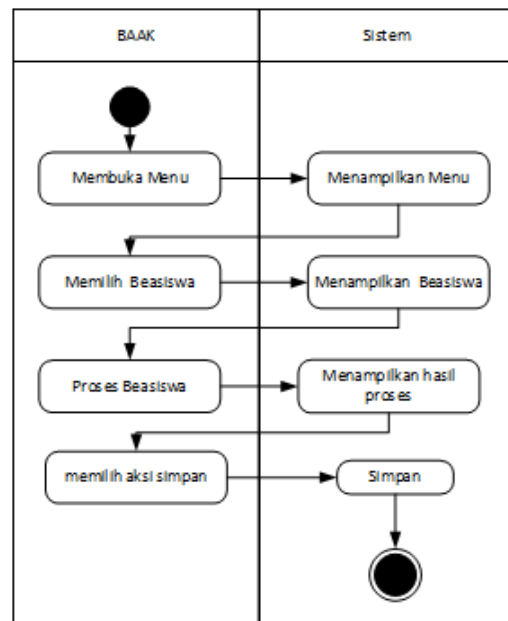 BAAK
Sistem
Membuka Menu
Menampilkan Menu
Memilih Beasiswa
Menampilkan Beasiswa
Proses Beasiswa
Menampilkan hasil
proses
memilih aksi simpan
Simpan